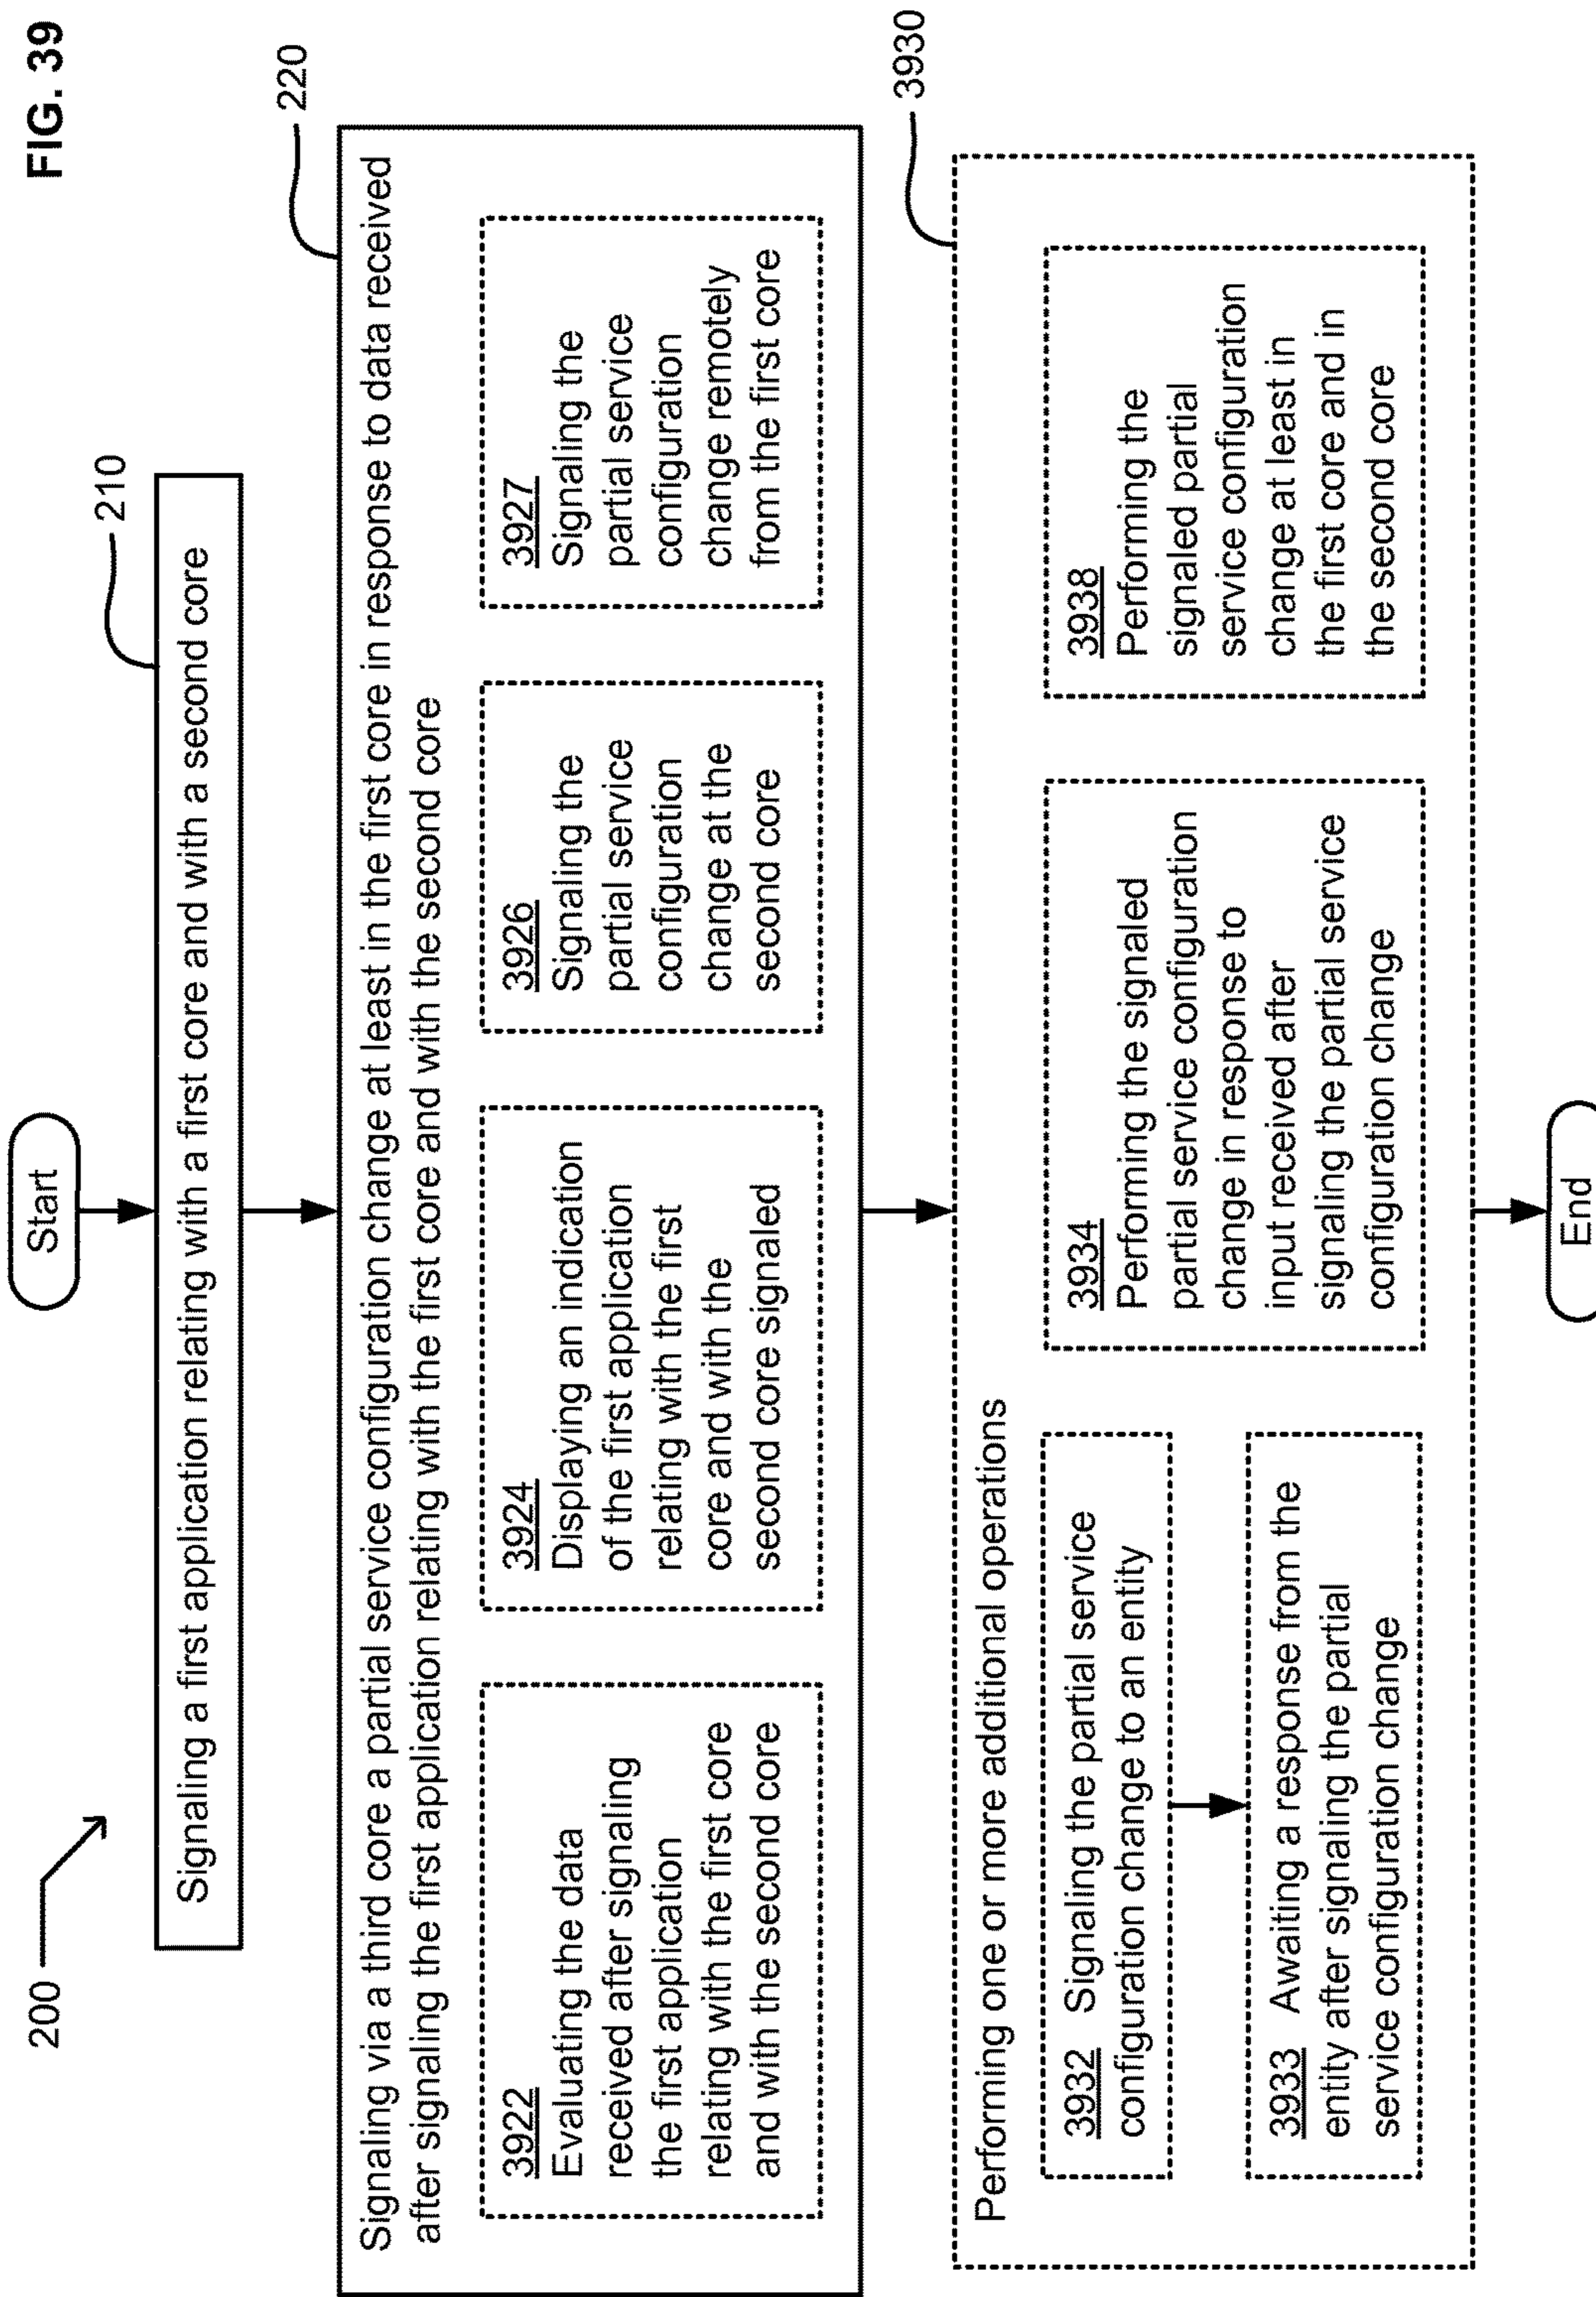 FIG. 39
200
Start
210
Signaling a first application relating with a first core and with a second core
220
Signaling via a third core a partial service configuration change at least in the first core in response to data received
after signaling the first application relating with the first core and with the second core
3922
Evaluating the data
received after signaling
the first application
relating with the first core
and with the second core
3924
Displaying an indication
of the first application
relating with the first
core and with the
second core signaled
3926
Signaling the
partial service
configuration
change at the
second core
3927
Signaling the
partial service
configuration
change remotely
from the first core
3930
Performing one or more additional operations
3932 Signaling the partial service
configuration change to an entity
3933 Awaiting a response from the
entity after signaling the partial
service configuration change
3934
Performing the signaled
partial service configuration
change in response to
input received after
signaling the partial service
configuration change
3938
Performing the
signaled partial
service configuration
change at least in
the first core and in
the second core
End